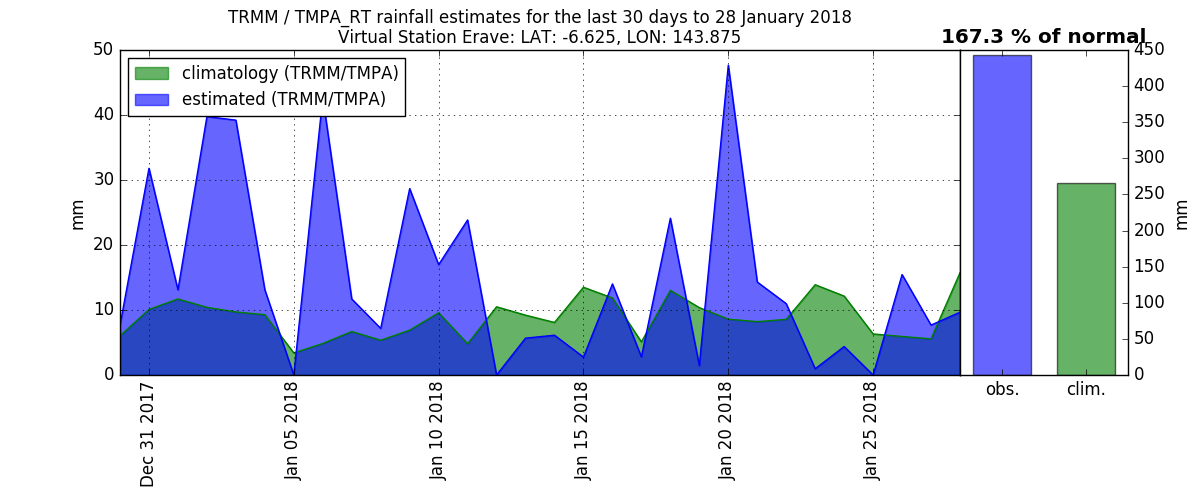 TRMM / TMPA_RT rainfall estimates for the last 30 days to 28 January 2018
Virtual Station Erave: LAT: -6.625, LON: 143.875
167.3 % of normal
climatology (TRMM/TMPA)
estimated (TRMM/TMPA)
mm
50
40
30
20
10
0
Dec 31 2017
Jan 05 2018
Jan 10 2018
Jan 15 2018
Jan 20 2018
Jan 25 2018
obs.
clim.
450
400
350
300
250
200
150
100
50
0
mm